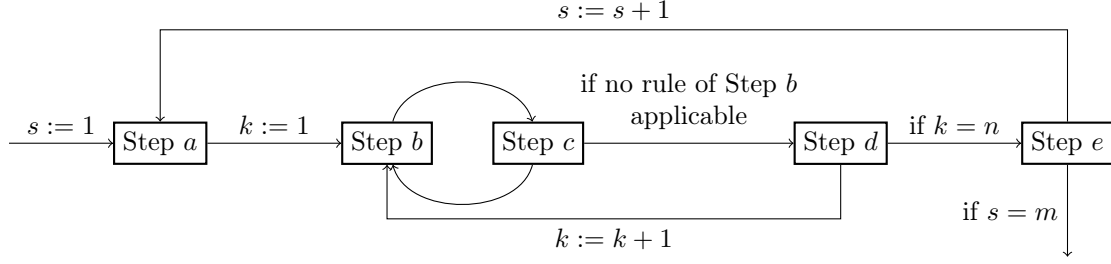 s := s + 1
if no rule of Step b
applicable
s := 1
Step a
k := 1
Step b
Step c
Step d
if k = n
Step e
if s = m
k := k + 1